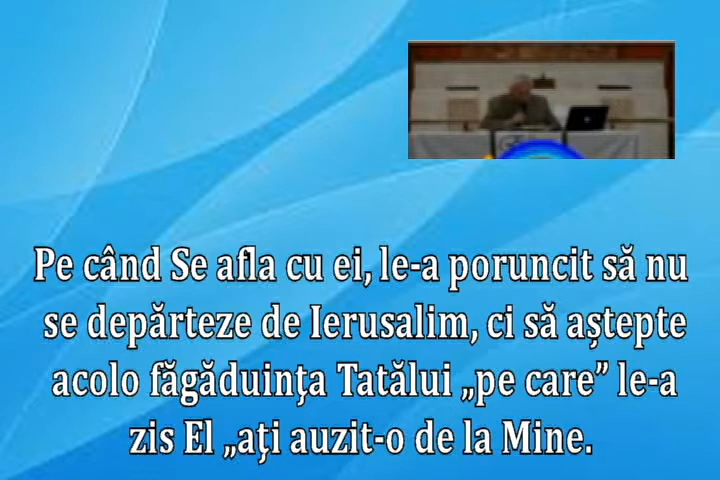 Pe când Se afla cu ei, le-a poruncit să nu
se depărteze de Ierusalim, ci să aștepte
acolo făgăduința Tatălui „pe care” le-a
zis El „ați auzit-o de la Mine.